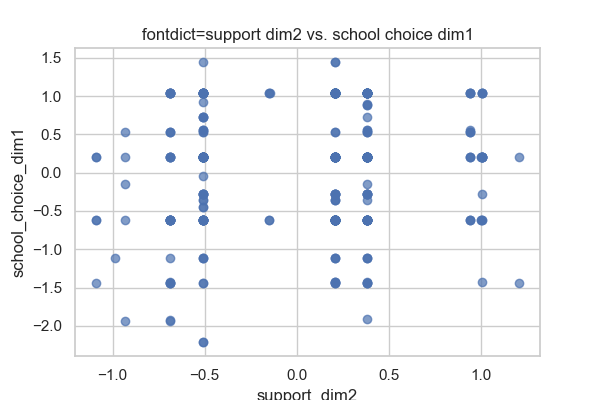 fontdict=support dim2 vs. school choice dim1
school_choice_dim1
1.5
1.0
0.5
0.0
−0.5
−1.0
−1.5
−2.0
−1.0 −0.5 0.0 0.5 1.0
support_dim2